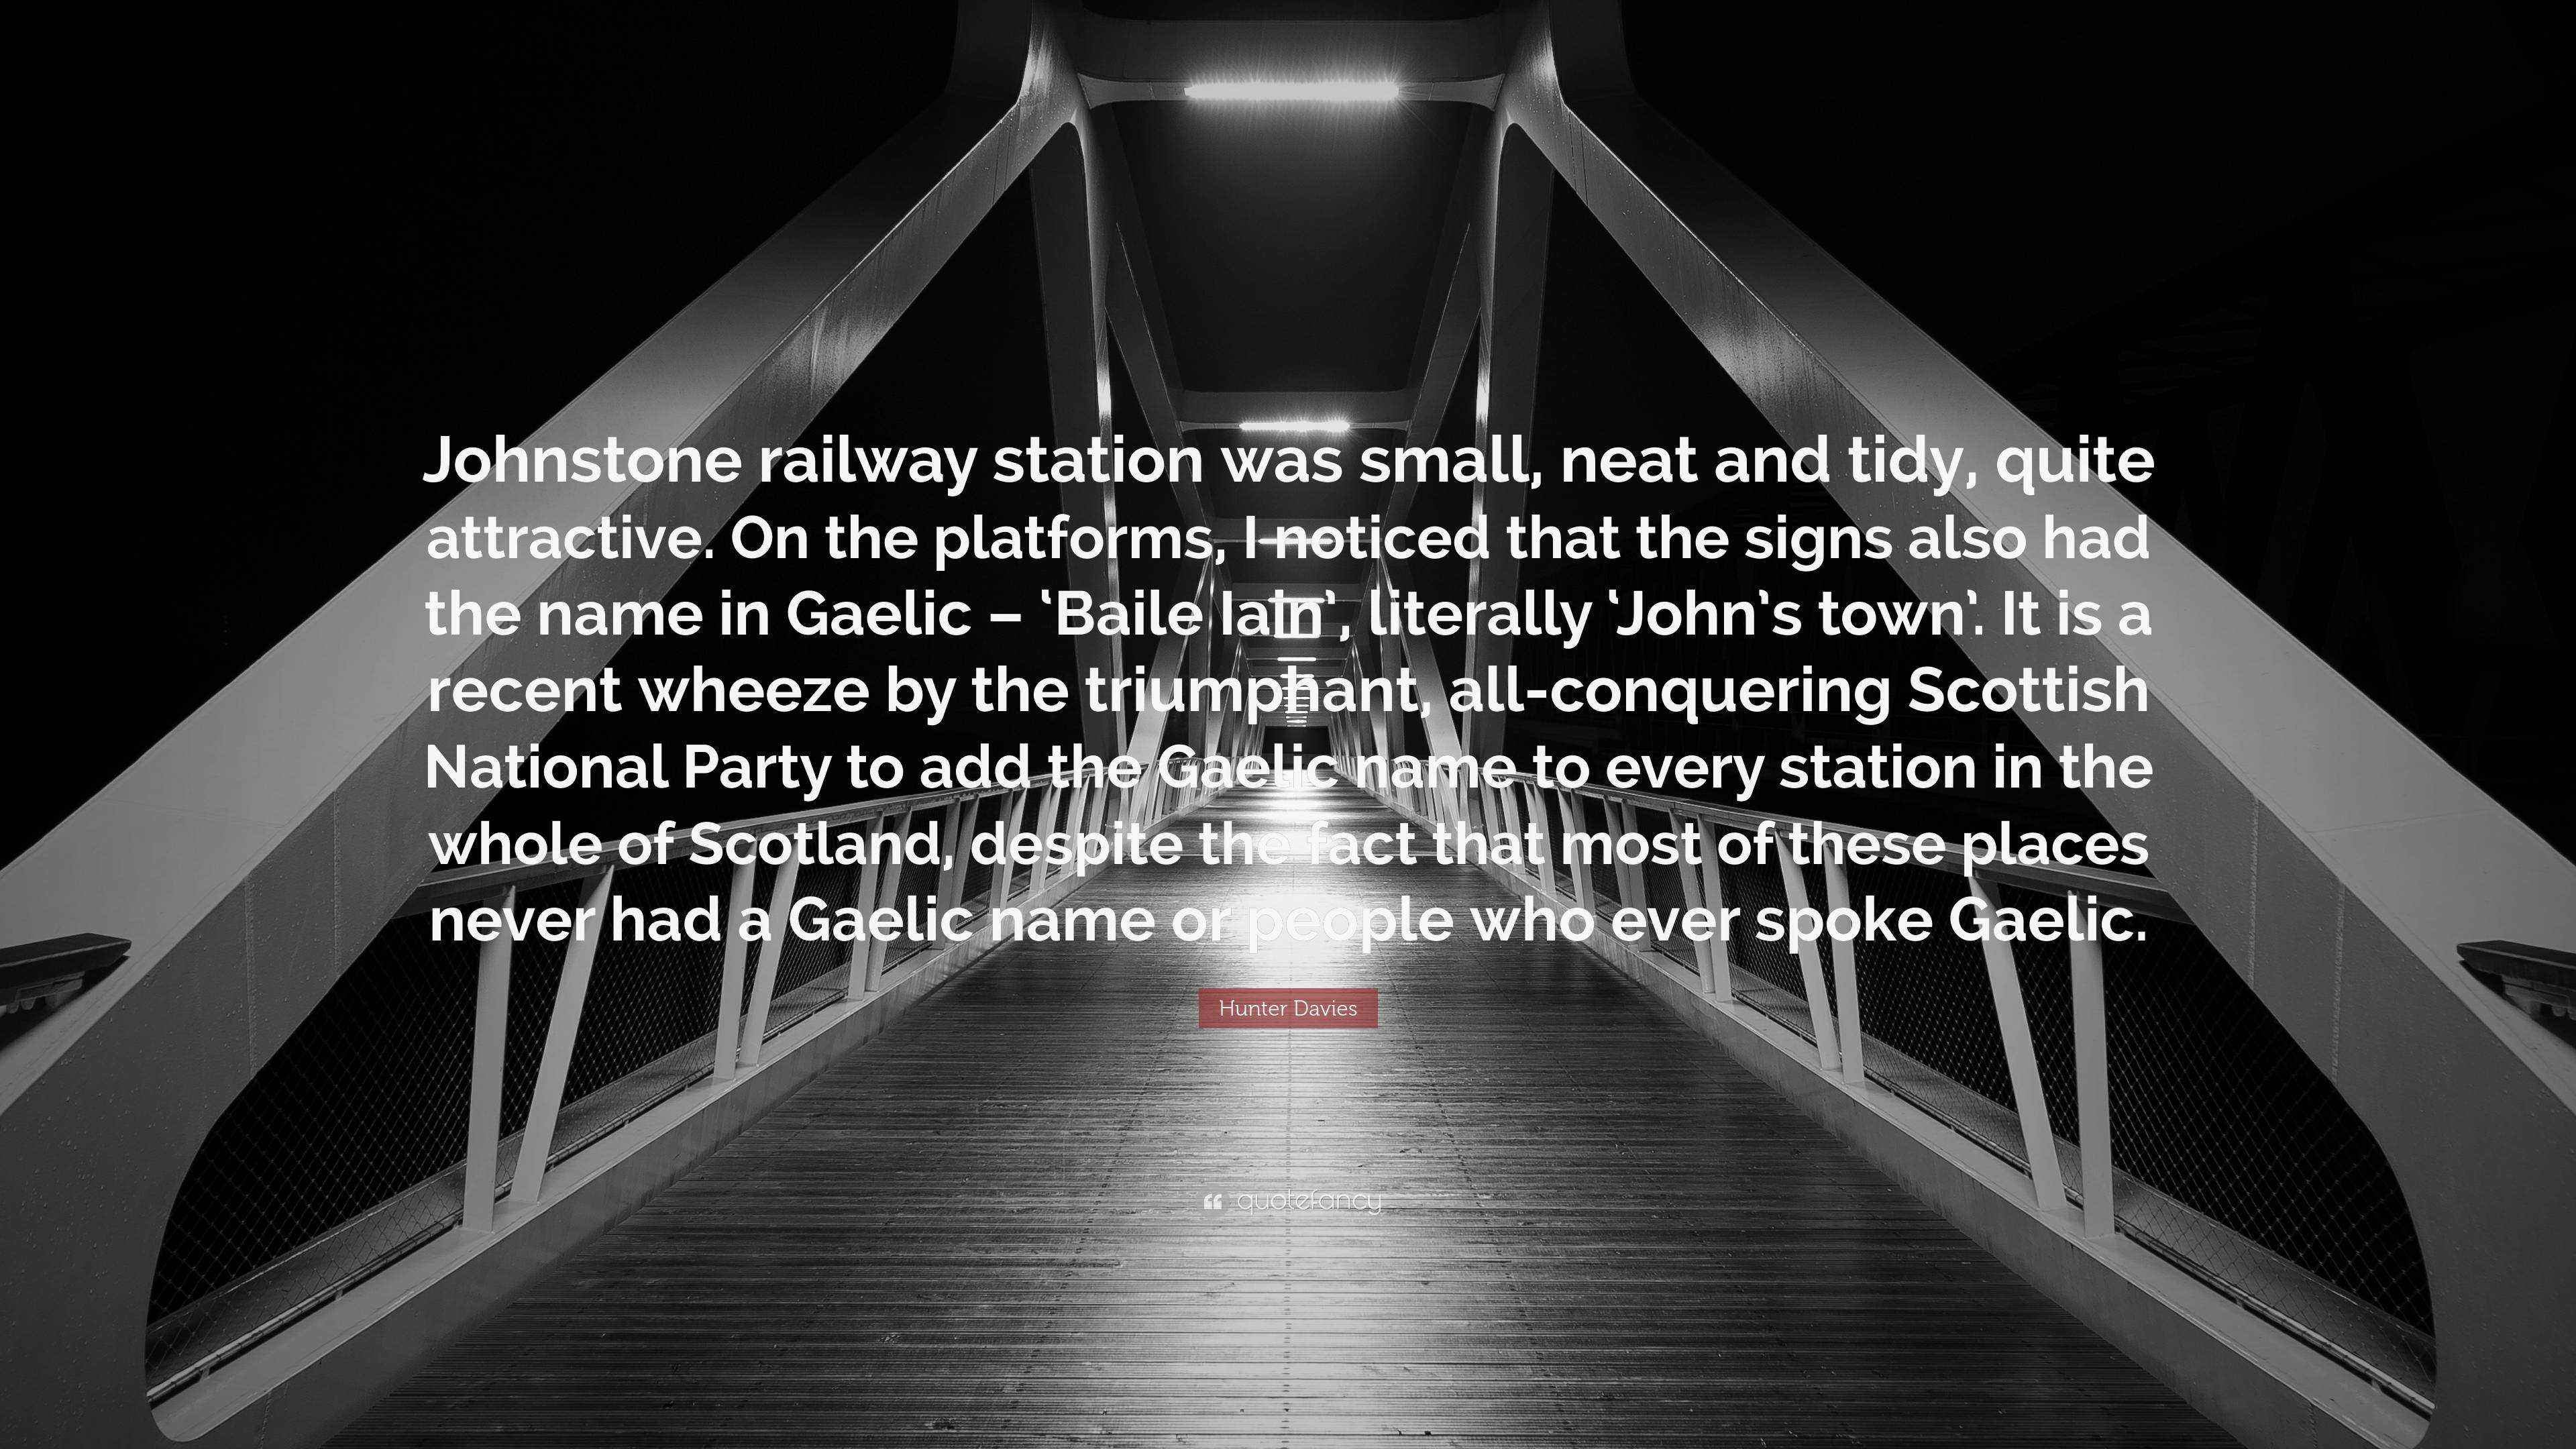 Johnstone railway station was small, neat and tidy, quite
attractive. On the platforms, I noticed that the signs also had
the name in Gaelic – ‘Baile Iain’, literally ‘John’s town’. It is a
recent wheeze by the triumphant, all-conquering Scottish
National Party to add the Gaelic name to every station in the
whole of Scotland, despite the fact that most of these places
never had a Gaelic name or people who ever spoke Gaelic.
Hunter Davies
quotefancy